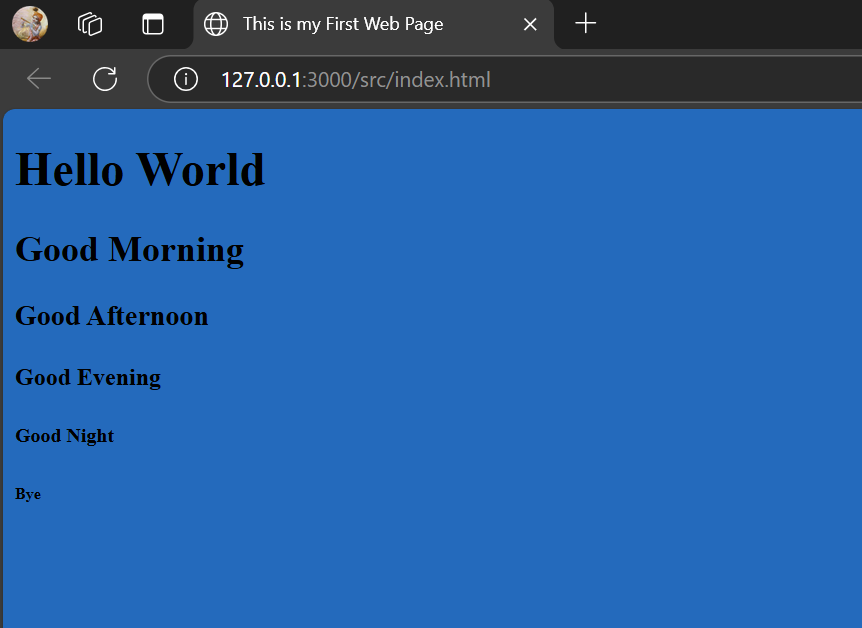 This is my First Web Page
127.0.0.1:3000/src/index.html
Hello World
Good Morning
Good Afternoon
Good Evening
Good Night
Bye